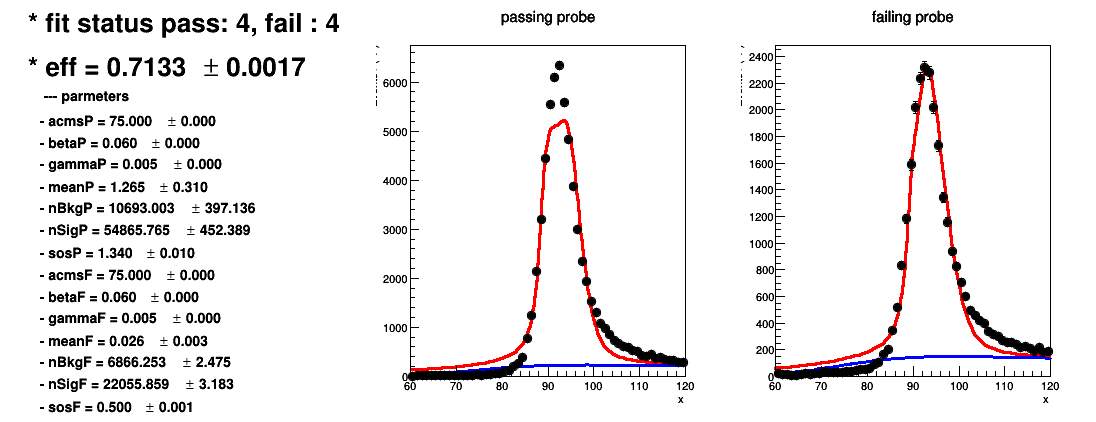 * fit status pass: 4, fail : 4
* eff = 0.7133 ± 0.0017
--- parmeters
- acmsP = 75.000 ± 0.000
- betaP = 0.060 ± 0.000
- gammaP = 0.005 ± 0.000
- meanP = 1.265 ± 0.310
- nBkgP = 10693.003 ± 397.136
- nSigP = 54865.765 ± 452.389
- sosP = 1.340 ± 0.010
- acmsF = 75.000 ± 0.000
- betaF = 0.060 ± 0.000
- gammaF = 0.005 ± 0.000
- meanF = 0.026 ± 0.003
- nBkgF = 6866.253 ± 2.475
- nSigF = 22055.859 ± 3.183
- sosF = 0.500 ± 0.001
passing probe
6000
5000
4000
3000
2000
1000
0
60 70 80 90 100 110 120
x
failing probe
2400
2200
2000
1800
1600
1400
1200
1000
800
600
400
200
0
60 70 80 90 100 110 120
x